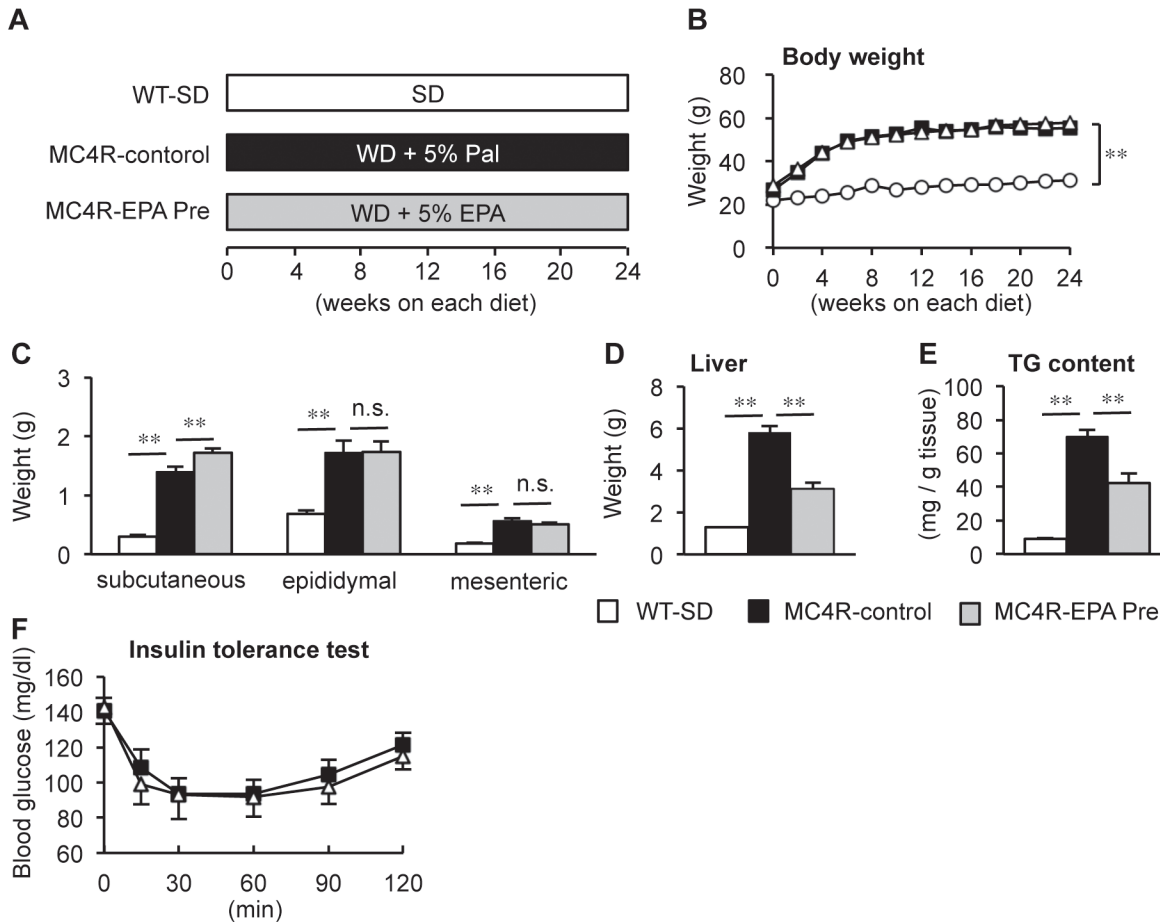 A
WT-SD
SD
MC4R-contorol
WD + 5% Pal
MC4R-EPA Pre
WD + 5% EPA
0 4 8 12 16 20 24
(weeks on each diet)
B
Body weight
Weight (g)
80
60
40
20
0
**
0 4 8 12 16 20 24
(weeks on each diet)
C
Weight (g)
3
2
1
0
** **
** n.s.
** n.s.
subcutaneous epididymal mesenteric
D
Liver
Weight (g)
8
6
4
2
0
** **
E
TG content
(mg / g tissue)
100
80
60
40
20
0
** **
WT-SD MC4R-control MC4R-EPA Pre
F
Insulin tolerance test
Blood glucose (mg/dl)
160
140
120
100
80
60
0 30 60 90 120
(min)